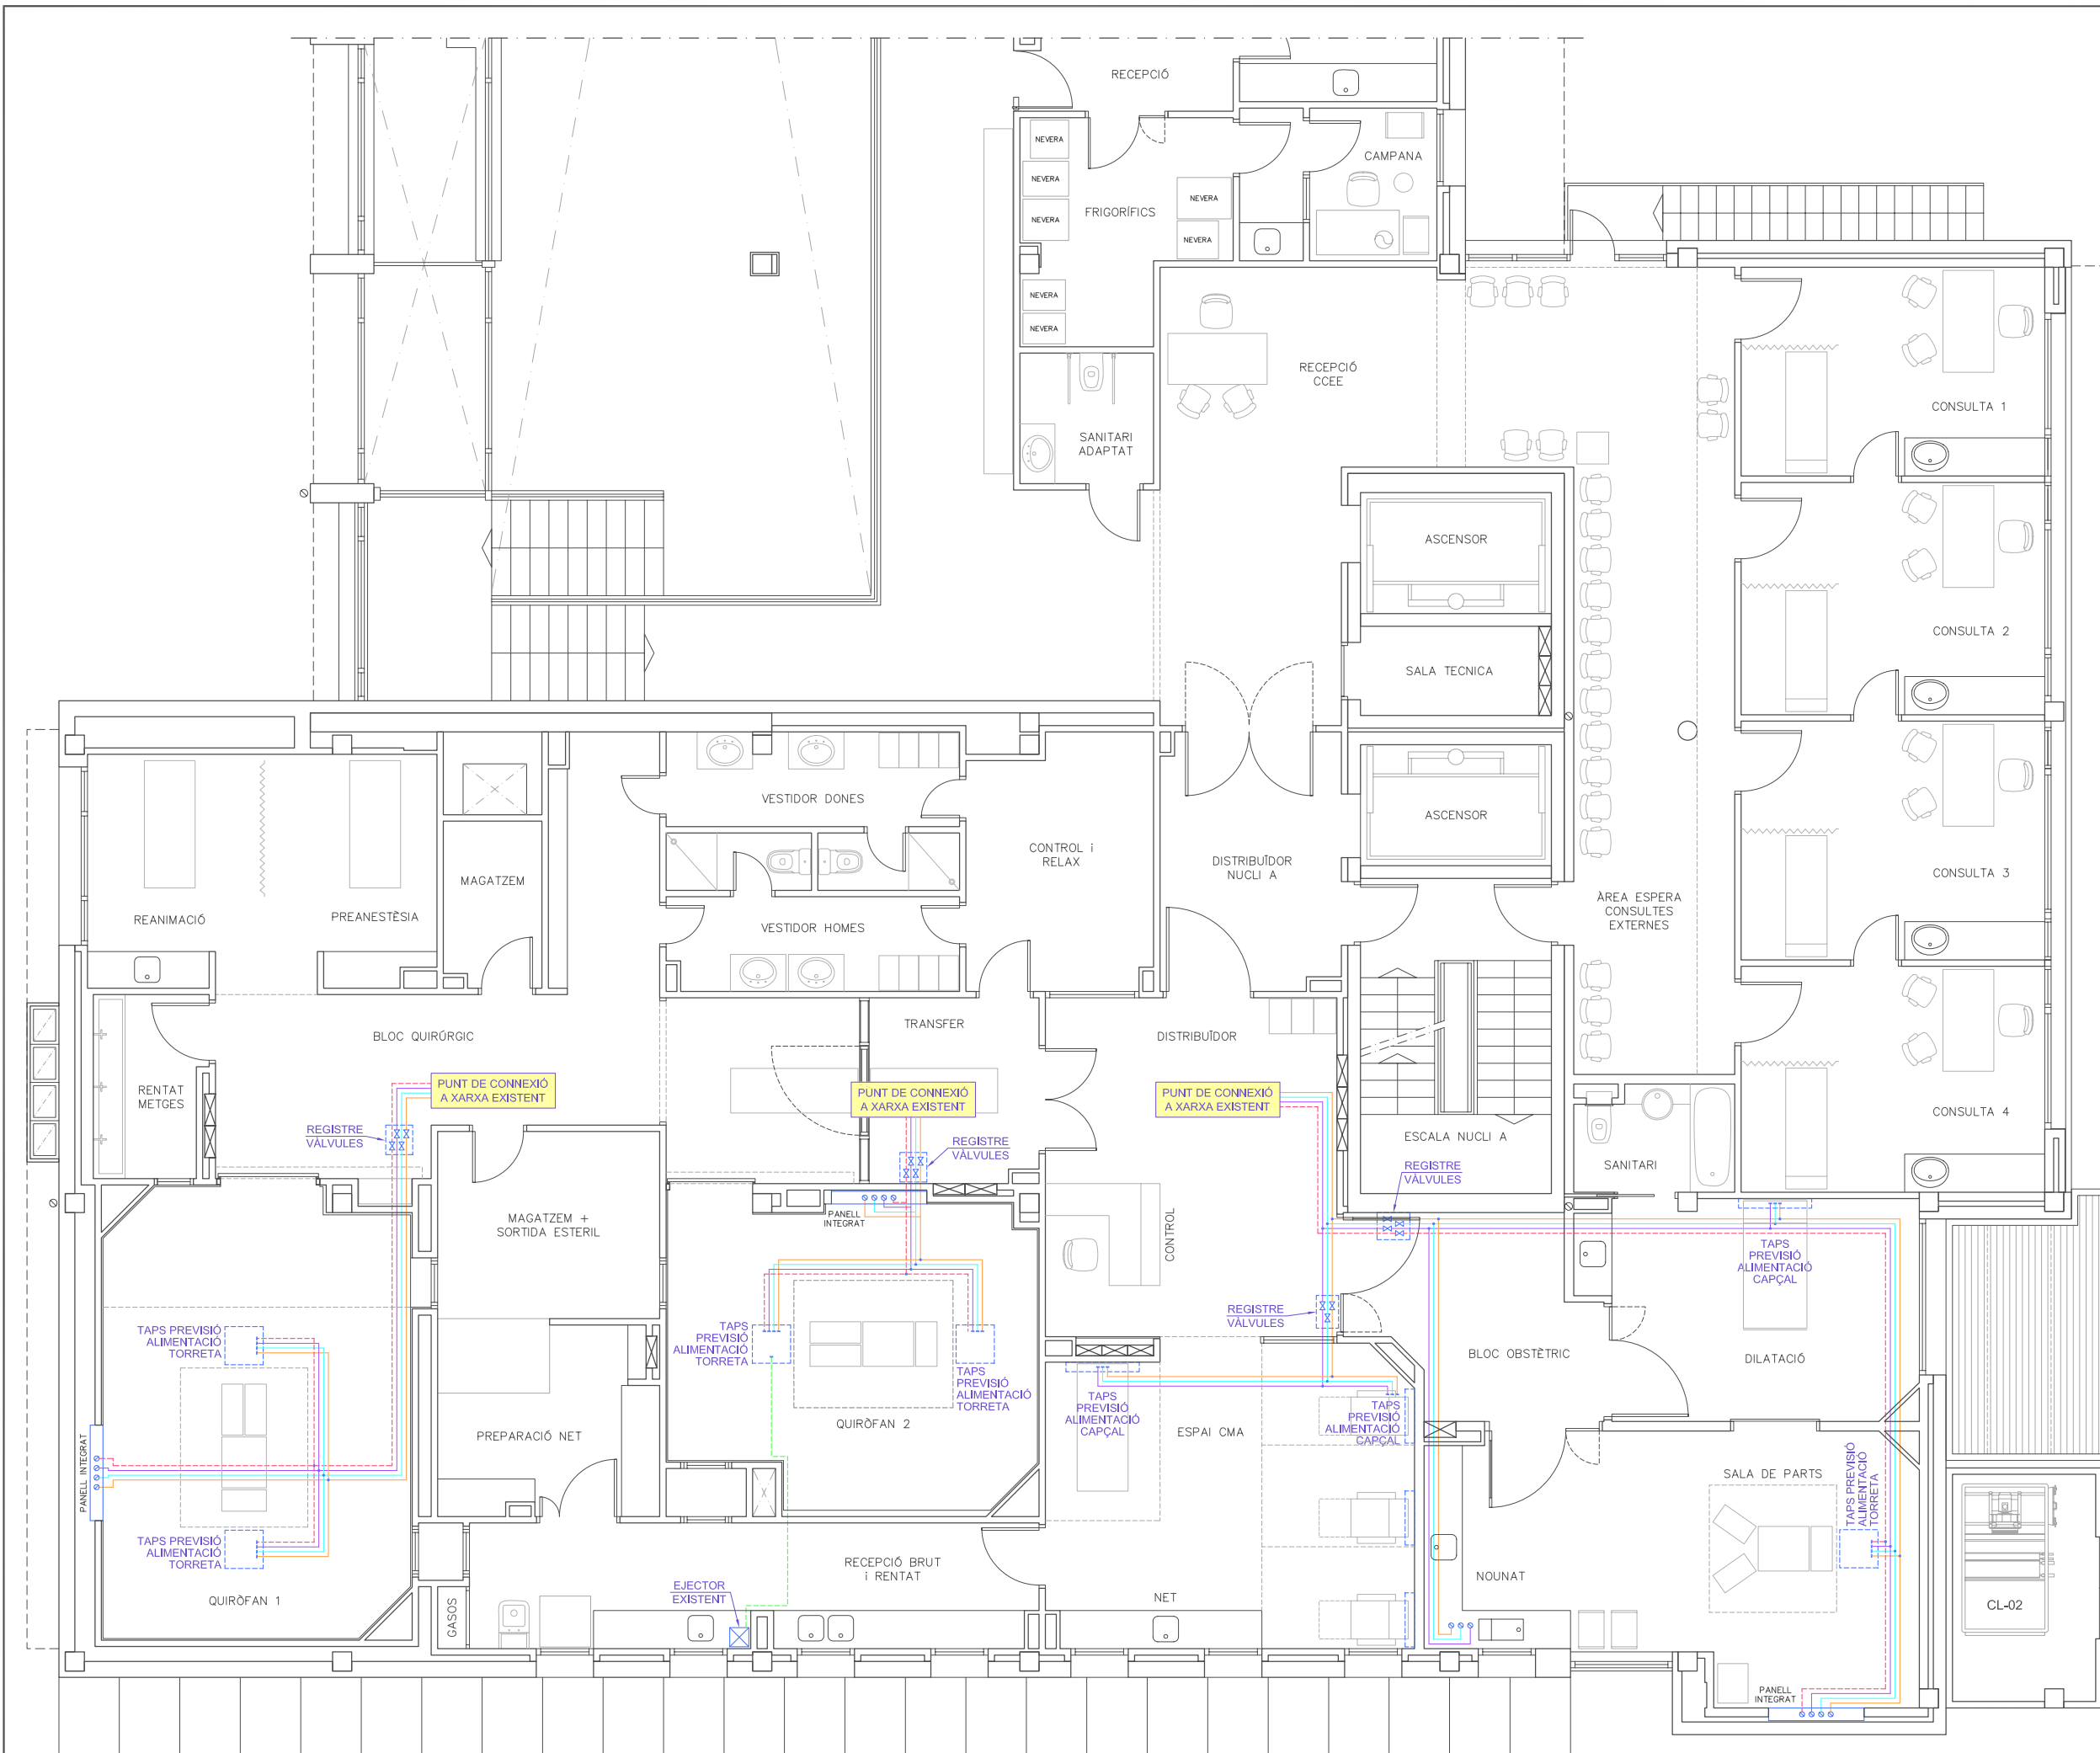 RECEPCIÓ
NEVERA
CAMPANA
NEVERA
NEVERA
NEVERA
FRIGORÍFICS
NEVERA
NEVERA
NEVERA
NEVERA
RECEPCIÓ
CCEE
CONSULTA 1
SANITARI
ADAPTAT
ASCENSOR
CONSULTA 2
SALA TECNICA
VESTIDOR DONES
ASCENSOR
CONTROL i
RELAX
DISTRIBUÏDOR
NUCLI A
MAGATZEM
CONSULTA 3
REANIMACIÓ
PREANESTÈSIA
VESTIDOR HOMES
ÀREA ESPERA
CONSULTES
EXTERNES
BLOC QUIRÚRGIC
TRANSFER
DISTRIBUÏDOR
RENTAT
METGES
PUNT DE CONNEXIÓ
A XARXA EXISTENT
PUNT DE CONNEXIÓ
A XARXA EXISTENT
PUNT DE CONNEXIÓ
A XARXA EXISTENT
CONSULTA 4
REGISTRE
VÀLVULES
REGISTRE
VÀLVULES
ESCALA NUCLI A
REGISTRE
VÀLVULES
SANITARI
MAGATZEM +
SORTIDA ESTERIL
PANELL
INTEGRAT
CONTROL
TAPS
PREVISIÓ
ALIMENTACIÓ
CAPÇAL
REGISTRE
VÀLVULES
TAPS PREVISIÓ
ALIMENTACIÓ
TORRETA
TAPS
PREVISIÓ
ALIMENTACIÓ
TORRETA
TAPS
PREVISIÓ
ALIMENTACIÓ
TORRETA
BLOC OBSTÈTRIC
DILATACIÓ
TAPS
PREVISIÓ
ALIMENTACIÓ
CAPÇAL
TAPS
PREVISIÓ
ALIMENTACIÓ
CAPÇAL
QUIRÒFAN 2
ESPAI CMA
PREPARACIÓ NET
PANELL INTEGRAT
SALA DE PARTS
TAPS PREVISIÓ
ALIMENTACIÓ
TORRETA
TAPS PREVISIÓ
ALIMENTACIÓ
TORRETA
RECEPCIÓ BRUT
i RENTAT
NOUNAT
EJECTOR
EXISTENT
NET
QUIRÒFAN 1
GASOS
CL-02
PANELL
INTEGRAT